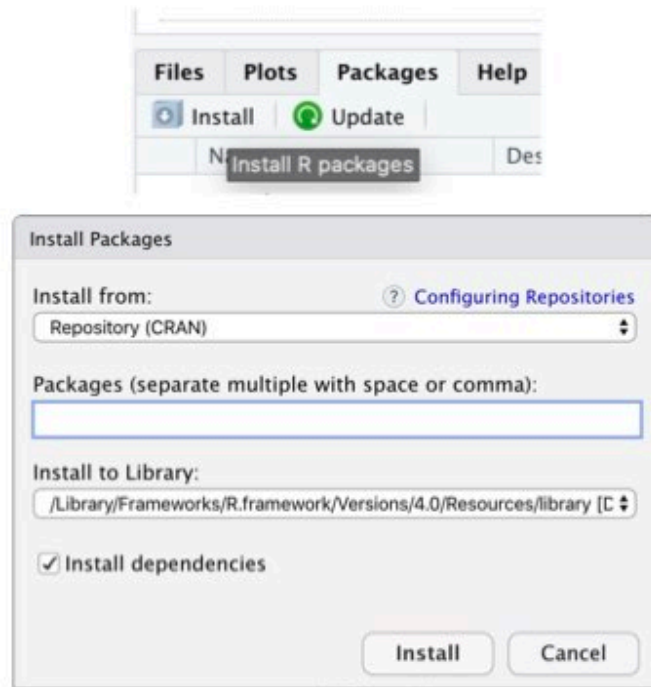 Files Plots Packages Help
Install Update
Install R packages
Des
Install Packages
Install from:
? Configuring Repositories
Repository (CRAN)
Packages (separate multiple with space or comma):
Install to Library:
/Library/Frameworks/R.framework/Versions/4.0/Resources/library [D
Install dependencies
Install Cancel